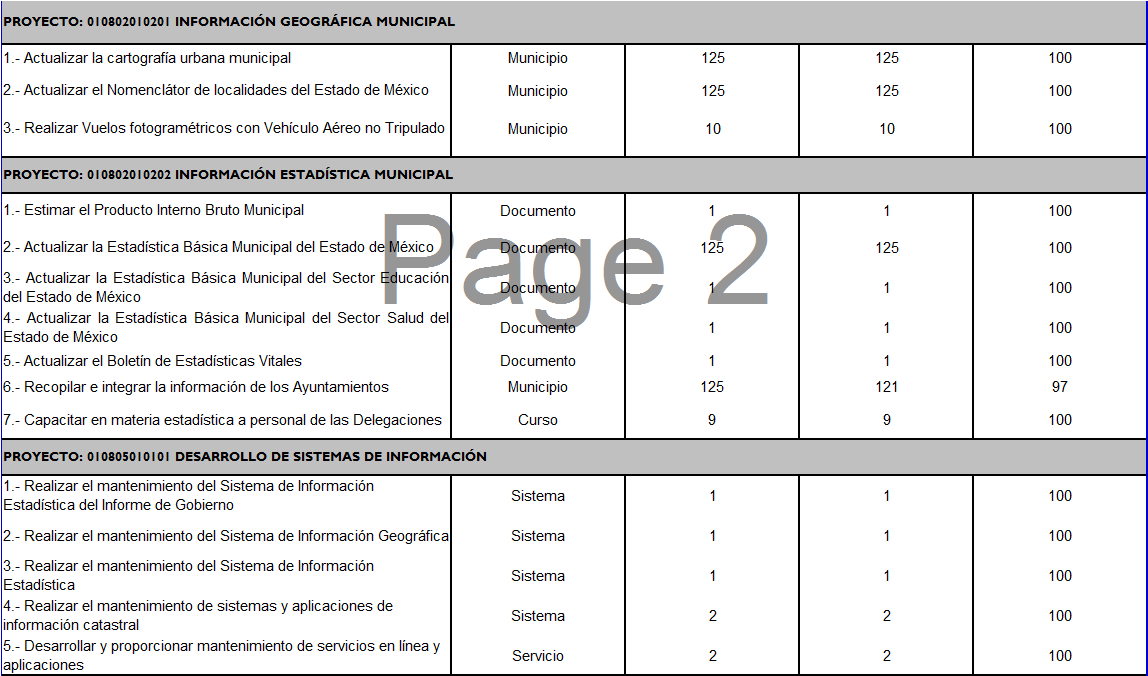 PROYECTO: 010802010201 INFORMACIÓN GEOGRÁFICA MUNICIPAL
1.- Actualizar la cartografía urbana municipal Municipio 125 125 100
2.- Actualizar el Nomenclátor de localidades del Estado de México Municipio 125 125 100
3.- Realizar Vuelos fotogramétricos con Vehículo Aéreo no Tripulado Municipio 10 10 100
PROYECTO: 010802010202 INFORMACIÓN ESTADÍSTICA MUNICIPAL
1.- Estimar el Producto Interno Bruto Municipal Documento 1 1 100
Page 2
2.- Actualizar la Estadística Básica Municipal del Estado de México Documento 125 125 100
3.- Actualizar la Estadística Básica Municipal del Sector Educación
del Estado de México Documento 1 1 100
4.- Actualizar la Estadística Básica Municipal del Sector Salud del
Estado de México Documento 1 1 100
5.- Actualizar el Boletín de Estadísticas Vitales Documento 1 1 100
6.- Recopilar e integrar la información de los Ayuntamientos Municipio 125 121 97
7.- Capacitar en materia estadística a personal de las Delegaciones Curso 9 9 100
PROYECTO: 010805010101 DESARROLLO DE SISTEMAS DE INFORMACIÓN
1.- Realizar el mantenimiento del Sistema de Información
Estadística del Informe de Gobierno Sistema 1 1 100
2.- Realizar el mantenimiento del Sistema de Información Geográfica Sistema 1 1 100
3.- Realizar el mantenimiento del Sistema de Información
Estadística Sistema 1 1 100
4.- Realizar el mantenimiento de sistemas y aplicaciones de
información catastral Sistema 2 2 100
5.- Desarrollar y proporcionar mantenimiento de servicios en línea y
aplicaciones Servicio 2 2 100